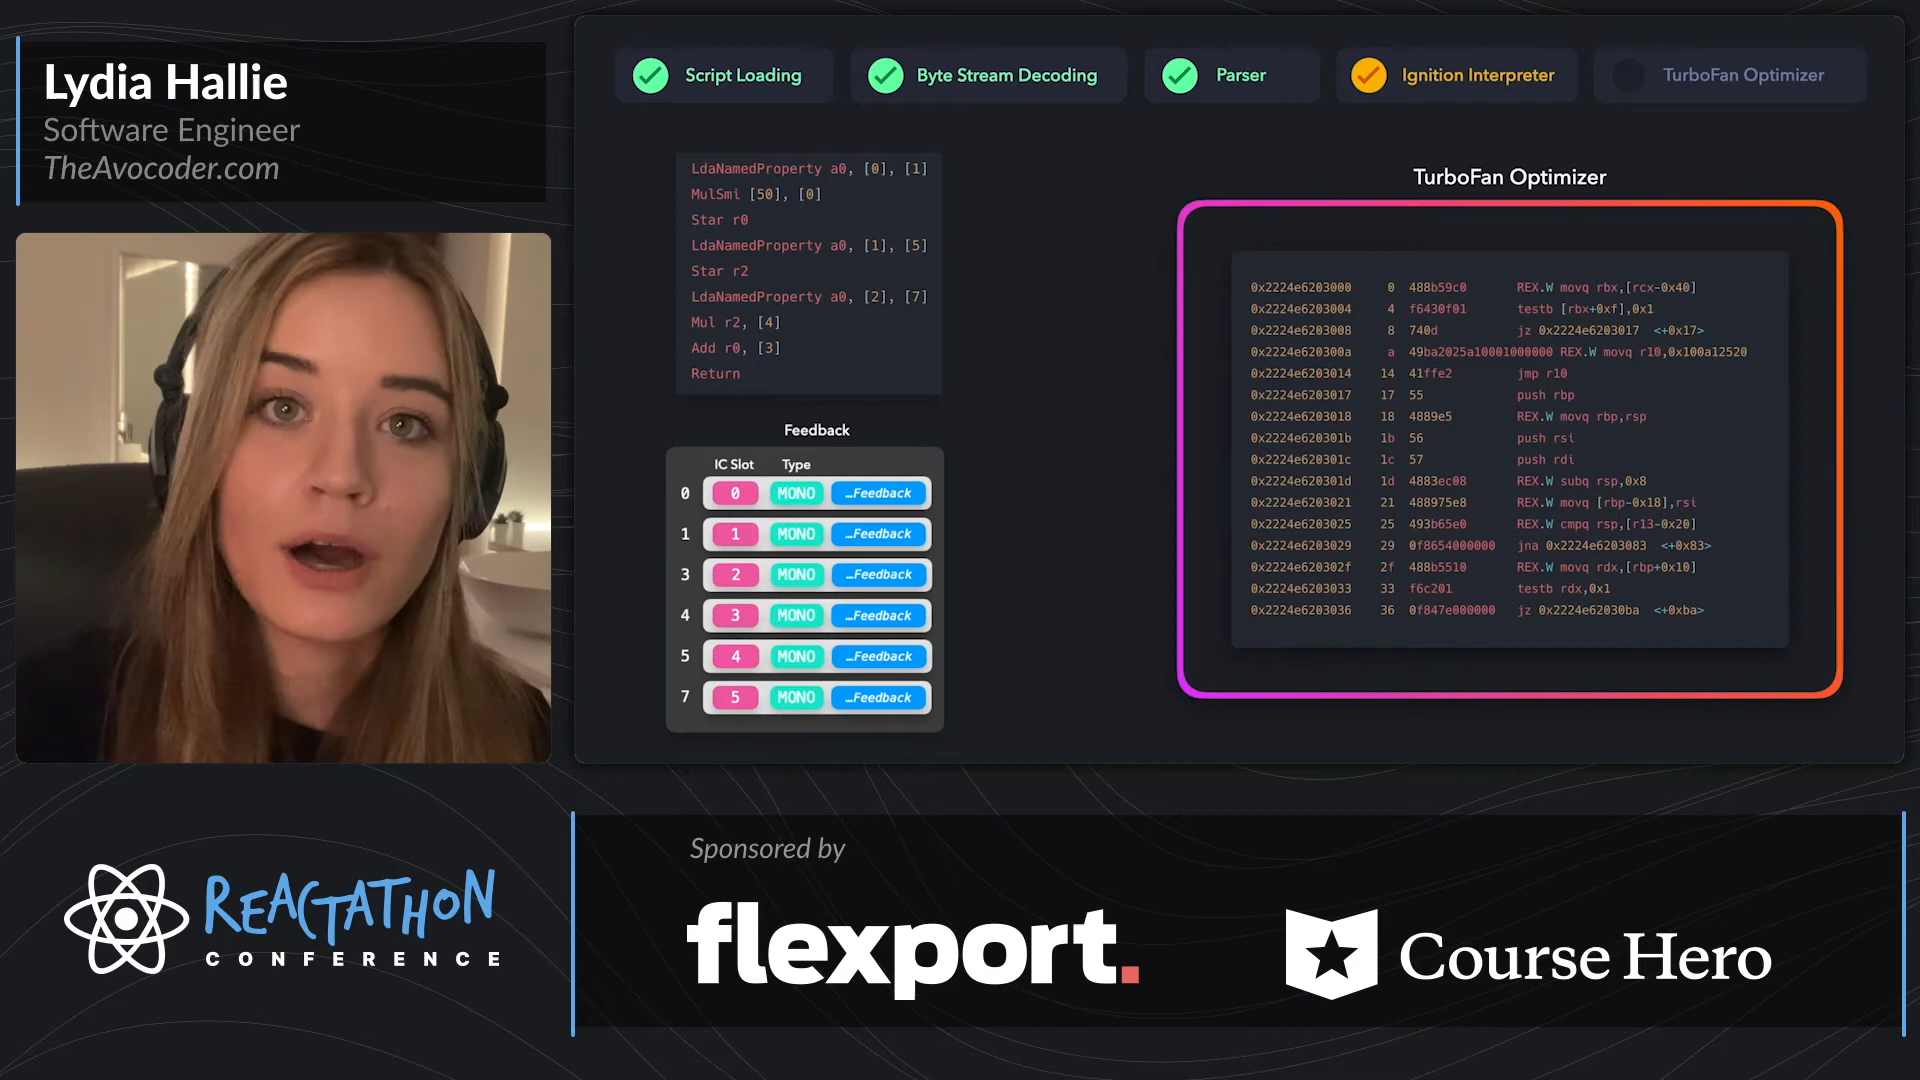 Lydia Hallie
Software Engineer
TheAvocoder.com
Script Loading
Byte Stream Decoding
Parser
Ignition Interpreter
TurboFan Optimizer
LdaNamedProperty a0, [0], [1]
MulSmi [50], [0]
Star r0
LdaNamedProperty a0, [1], [5]
Star r2
LdaNamedProperty a0, [2], [7]
Mul r2, [4]
Add r0, [3]
Return
Feedback
IC Slot Type
0 0 MONO …Feedback
1 1 MONO …Feedback
3 2 MONO …Feedback
4 3 MONO …Feedback
5 4 MONO …Feedback
7 5 MONO …Feedback
TurboFan Optimizer
0x2224e6203000 0 488b59c0 REX.W movq rbx,[rcx-0x40]
0x2224e6203004 4 f6430f01 testb [rbx+0xf],0x1
0x2224e6203008 8 740d jz 0x2224e6203017 <+0x17>
0x2224e620300a a 49ba2025a10001000000 REX.W movq r10,0x100a12520
0x2224e6203014 14 41ffe2 jmp r10
0x2224e6203017 17 55 push rbp
0x2224e6203018 18 4889e5 REX.W movq rbp,rsp
0x2224e620301b 1b 56 push rsi
0x2224e620301c 1c 57 push rdi
0x2224e620301d 1d 4883ec08 REX.W subq rsp,0x8
0x2224e6203021 21 488975e8 REX.W movq [rbp-0x18],rsi
0x2224e6203025 25 493b65e0 REX.W cmpq rsp,[r13-0x20]
0x2224e6203029 29 0f8654000000 jna 0x2224e6203083 <+0x83>
0x2224e620302f 2f 488b5510 REX.W movq rdx,[rbp+0x10]
0x2224e6203033 33 f6c201 testb rdx,0x1
0x2224e6203036 36 0f847e000000 jz 0x2224e62030ba <+0xba>
REACTATHON
CONFERENCE
Sponsored by
flexport.
Course Hero